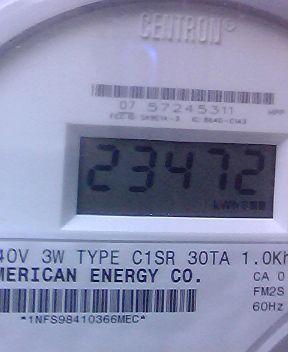 CENTRON®
07 57245311
23472
kWh
40V 3W TYPE C1SR 30TA 1.0Kh
MERICAN ENERGY CO.
CA 0
FM2S
60Hz
*1NFS98410366MEC*